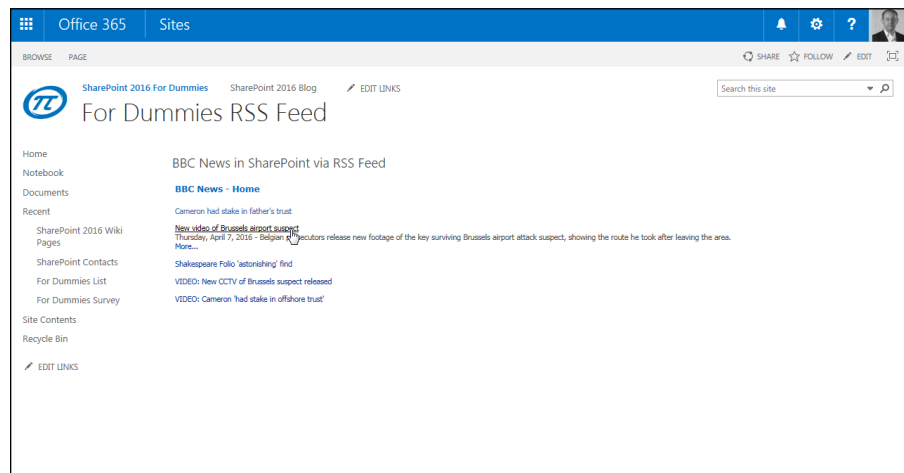 Office 365 Sites ?
BROWSE PAGE SHARE FOLLOW EDIT
SharePoint 2016 For Dummies SharePoint 2016 Blog EDIT LINKS Search this site
π For Dummies RSS Feed
Home
Notebook
Documents
Recent
SharePoint 2016 Wiki
Pages
SharePoint Contacts
For Dummies List
For Dummies Survey
Site Contents
Recycle Bin
EDIT LINKS
BBC News in SharePoint via RSS Feed
BBC News - Home
Cameron had stake in father's trust
New video of Brussels airport suspect
Thursday, April 7, 2016 - Belgian release new footage of the key surviving Brussels airport attack suspect, showing the route he took after leaving the area.
More...
Shakespeare Folio 'astonishing' find
VIDEO: New CCTV of Brussels suspect released
VIDEO: Cameron 'had stake in offshore trust'